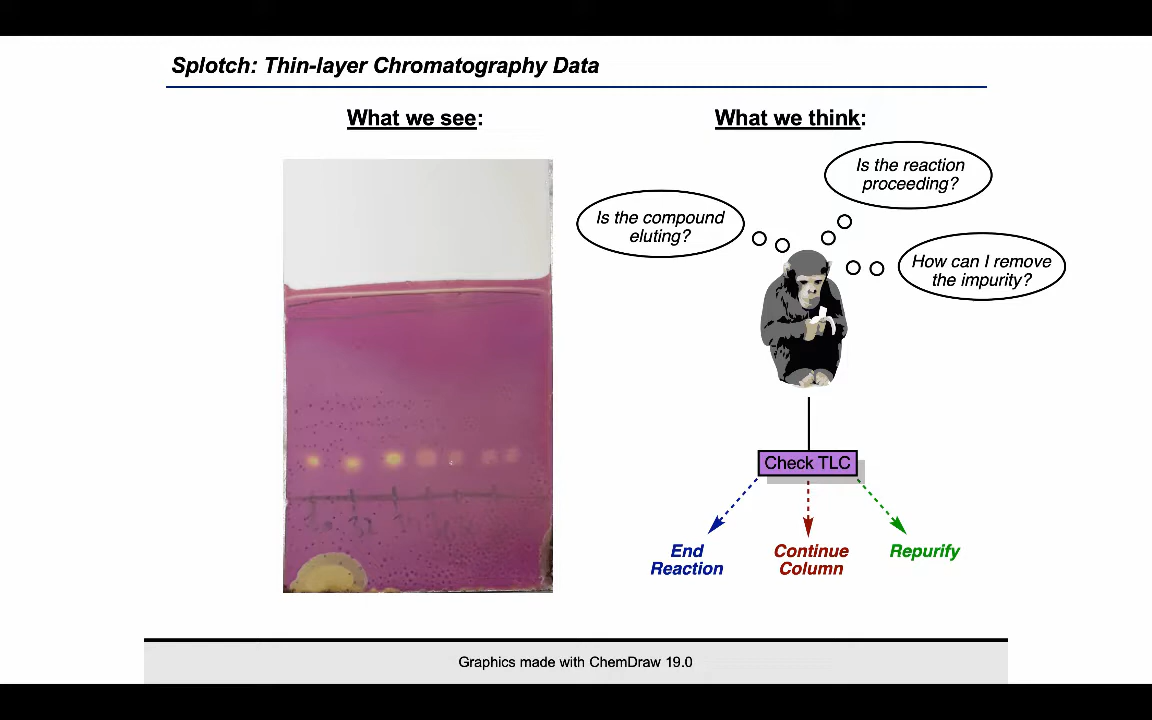 Splotch: Thin-layer Chromatography Data
What we see:
What we think:
Is the reaction
proceeding?
Is the compound
eluting?
How can I remove
the impurity?
Check TLC
End
Reaction
Continue
Column
Repurify
Graphics made with ChemDraw 19.0